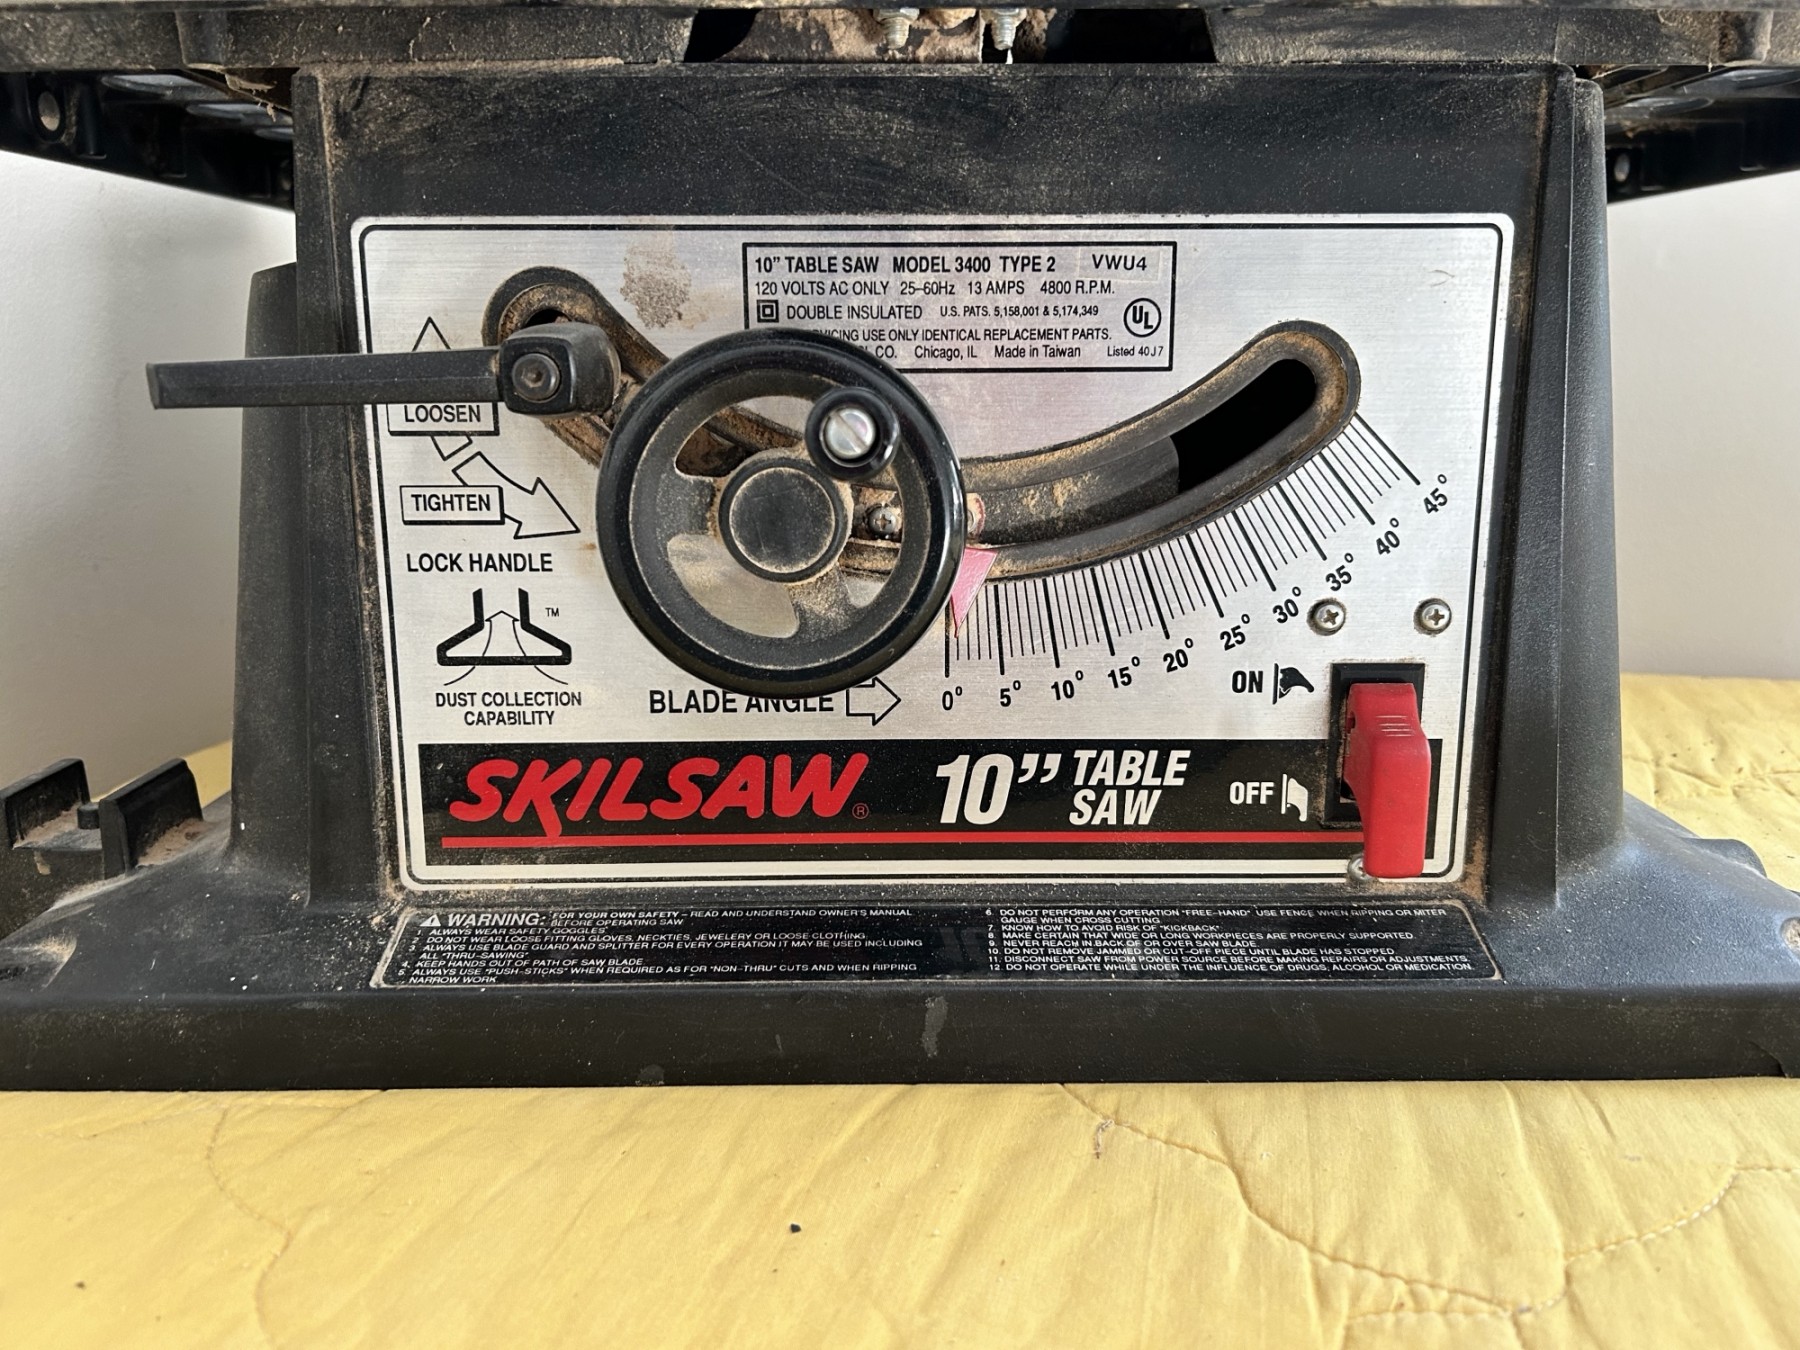 10” TABLE SAW MODEL 3400 TYPE 2 VWU4
120 VOLTS AC ONLY 25–60Hz 13 AMPS 4800 R.P.M.
DOUBLE INSULATED U.S. PATS. 5,158,001 & 5,174,349
UL
USE ONLY IDENTICAL REPLACEMENT PARTS.
CO. Chicago, IL Made in Taiwan Listed 40J7
LOOSEN
TIGHTEN
LOCK HANDLE
TM
DUST COLLECTION
CAPABILITY
BLADE ANGLE
0° 5° 10° 15° 20° 25° 30° 35° 40° 45°
ON
OFF
SKILSAW® 10” TABLE
SAW
WARNING: FOR YOUR OWN SAFETY – READ AND UNDERSTAND OWNER'S MANUAL
BEFORE OPERATING SAW
1. ALWAYS WEAR SAFETY GOGGLES
2. DO NOT WEAR LOOSE FITTING GLOVES, NECKTIES, JEWELERY OR LOOSE CLOTHING
3. ALWAYS USE BLADE GUARD AND SPLITTER FOR EVERY OPERATION IT MAY BE USED INCLUDING
ALL "THRU-SAWING"
4. KEEP HANDS OUT OF PATH OF SAW BLADE
5. ALWAYS USE "PUSH-STICKS" WHEN REQUIRED AS FOR "NON-THRU" CUTS AND WHEN RIPPING
NARROW WORK
6. DO NOT PERFORM ANY OPERATION "FREE-HAND" USE FENCE WHEN RIPPING OR MITER
GAUGE WHEN CROSS CUTTING
7. KNOW HOW TO AVOID RISK OF "KICKBACK"
8. MAKE CERTAIN THAT WIDE OR LONG WORKPIECES ARE PROPERLY SUPPORTED
9. NEVER REACH IN BACK OF OR OVER SAW BLADE
10. DO NOT REMOVE JAMMED OR CUT-OFF PIECE UNTIL BLADE HAS STOPPED
11. DISCONNECT SAW FROM POWER SOURCE BEFORE MAKING REPAIRS OR ADJUSTMENTS
12. DO NOT OPERATE WHILE UNDER THE INFLUENCE OF DRUGS, ALCOHOL OR MEDICATION.